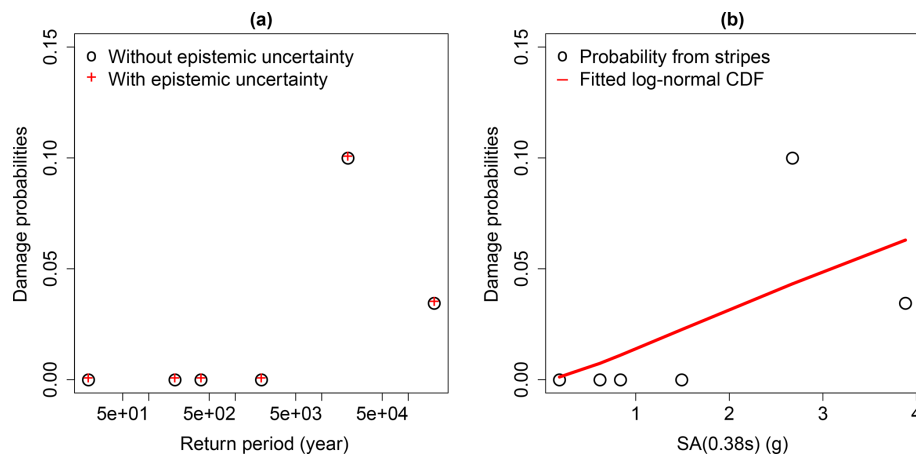 (a)
Without epistemic uncertainty
With epistemic uncertainty
Damage probabilities
0.00 0.05 0.10 0.15
5e+01 5e+02 5e+03 5e+04
Return period (year)
(b)
Probability from stripes
Fitted log-normal CDF
Damage probabilities
0.00 0.05 0.10 0.15
1 2 3 4
SA(0.38s) (g)